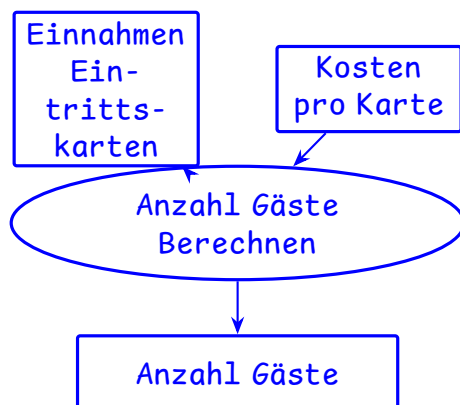 Einnahmen
Ein-
tritts-
karten
Kosten
pro Karte
Anzahl Gäste
Berechnen
Anzahl Gäste